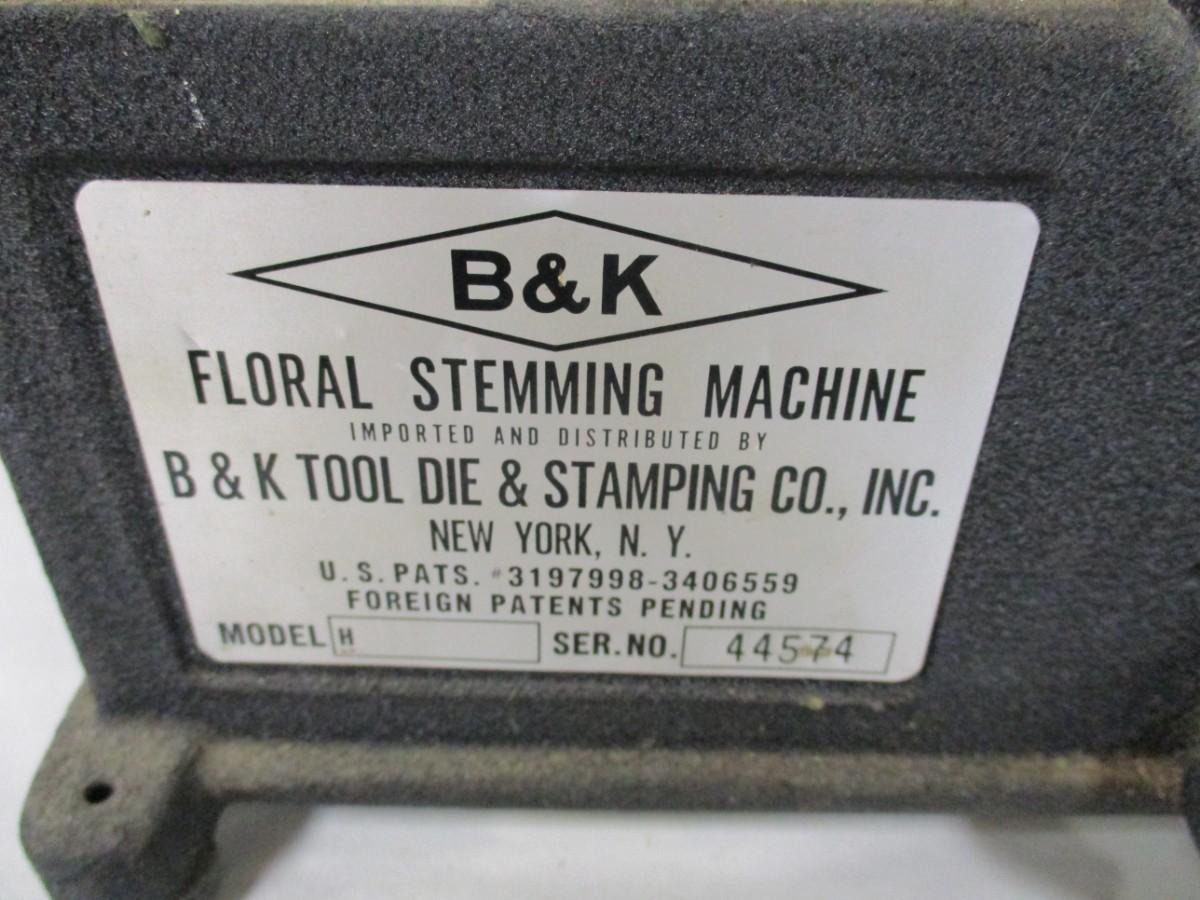 B&K
FLORAL STEMMING MACHINE
IMPORTED AND DISTRIBUTED BY
B & K TOOL DIE & STAMPING CO., INC.
NEW YORK, N. Y.
U. S. PATS. #3197998-3406559
FOREIGN PATENTS PENDING
MODEL H SER. NO. 44574